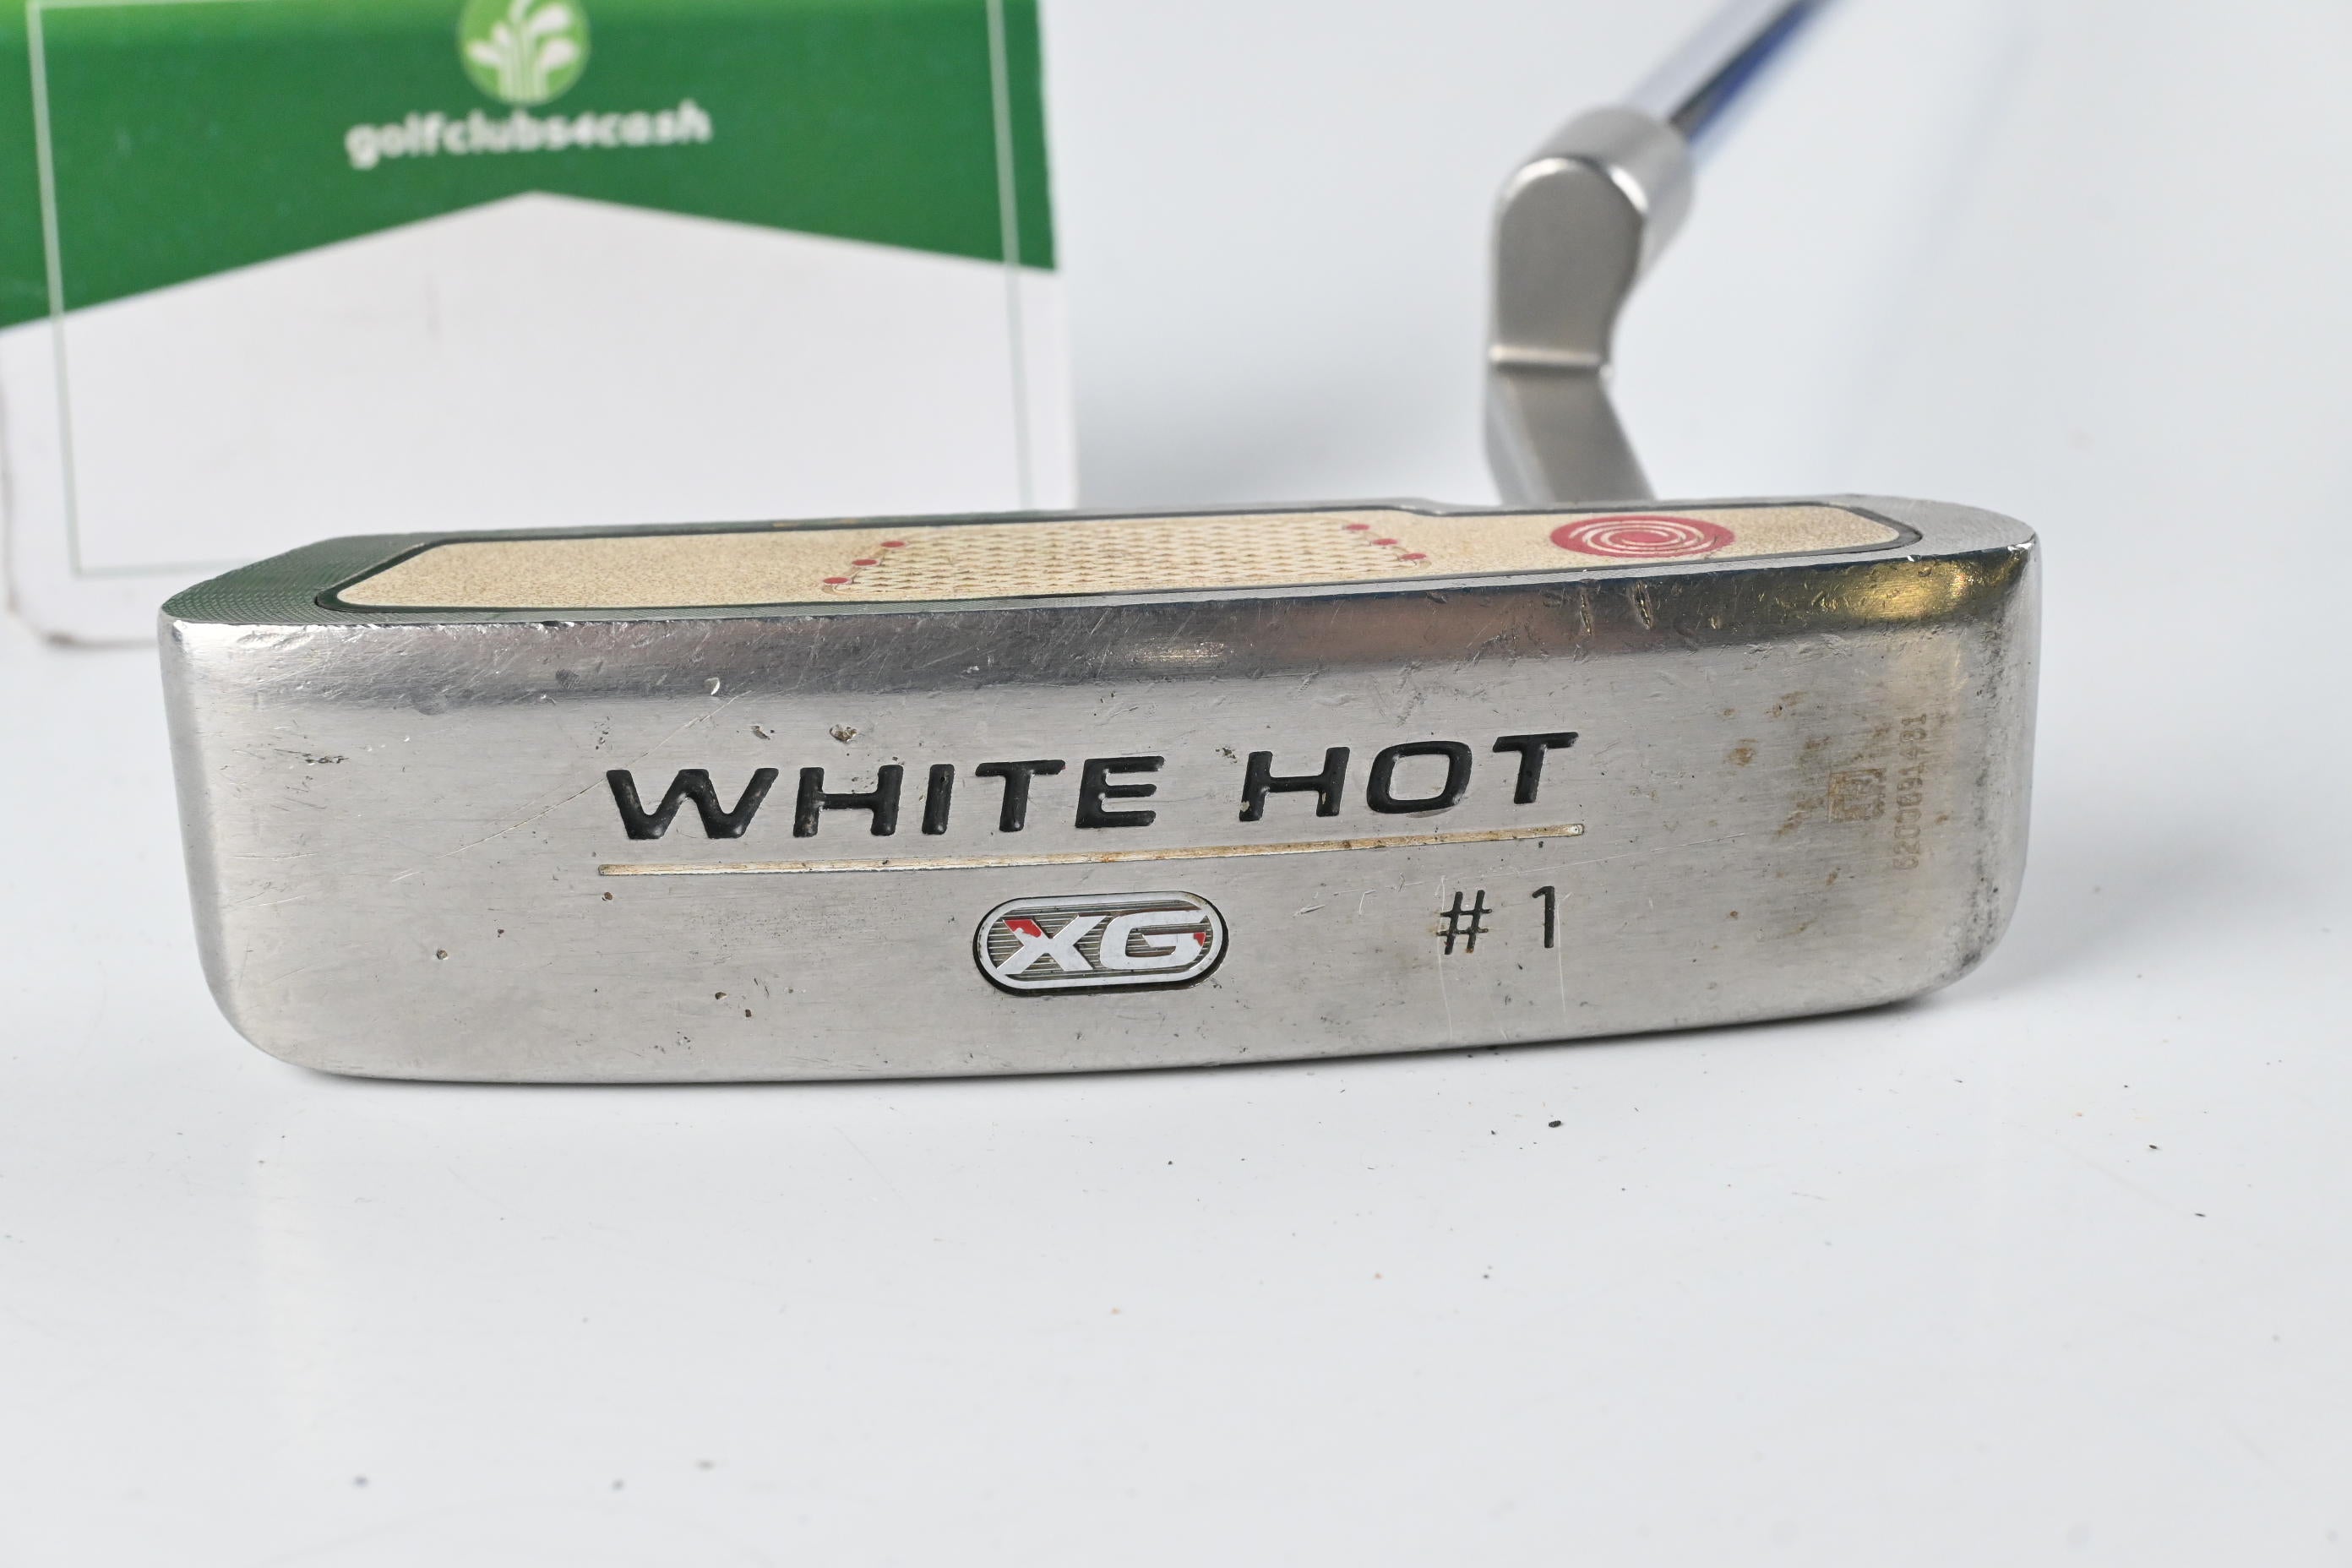 golfclubs4cash
WHITE HOT
XG
# 1